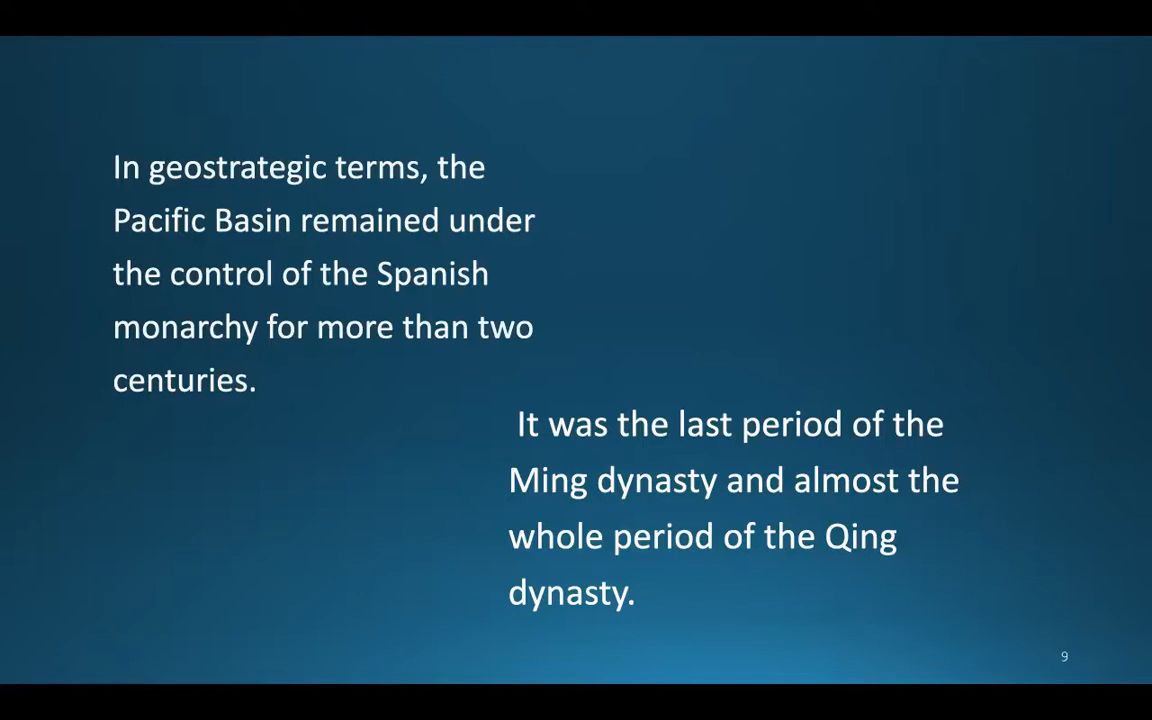 In geostrategic terms, the
Pacific Basin remained under
the control of the Spanish
monarchy for more than two
centuries.
It was the last period of the
Ming dynasty and almost the
whole period of the Qing
dynasty.
9